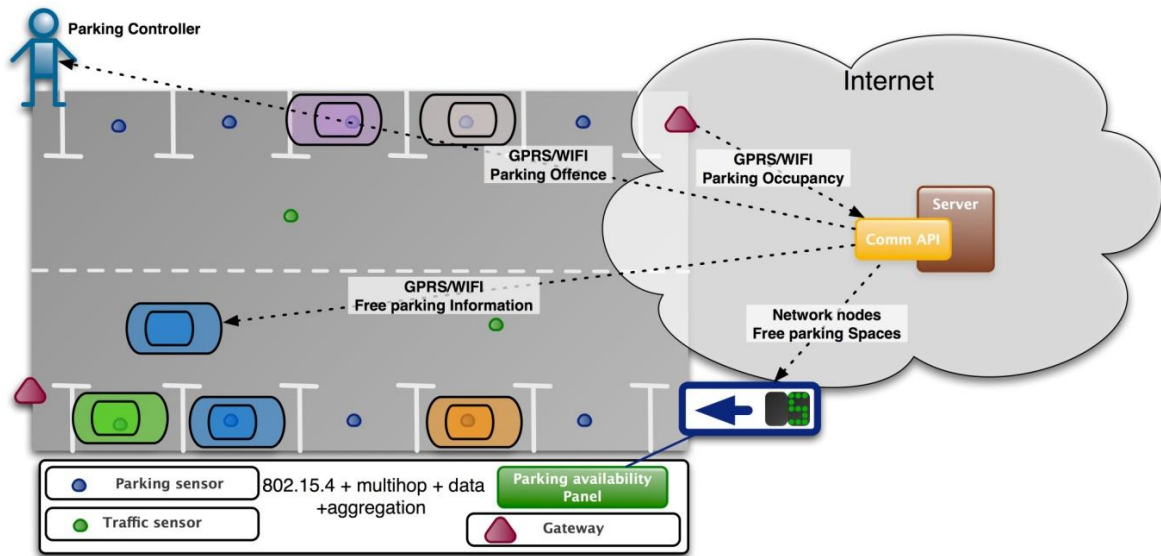 Parking Controller
Internet
GPRS/WIFI
Parking Offence
GPRS/WIFI
Parking Occupancy
Server
Comm API
GPRS/WIFI
Free parking Information
Network nodes
Free parking Spaces
Parking sensor
802.15.4 + multihop + data
+aggregation
Parking availability
Panel
Traffic sensor
Gateway